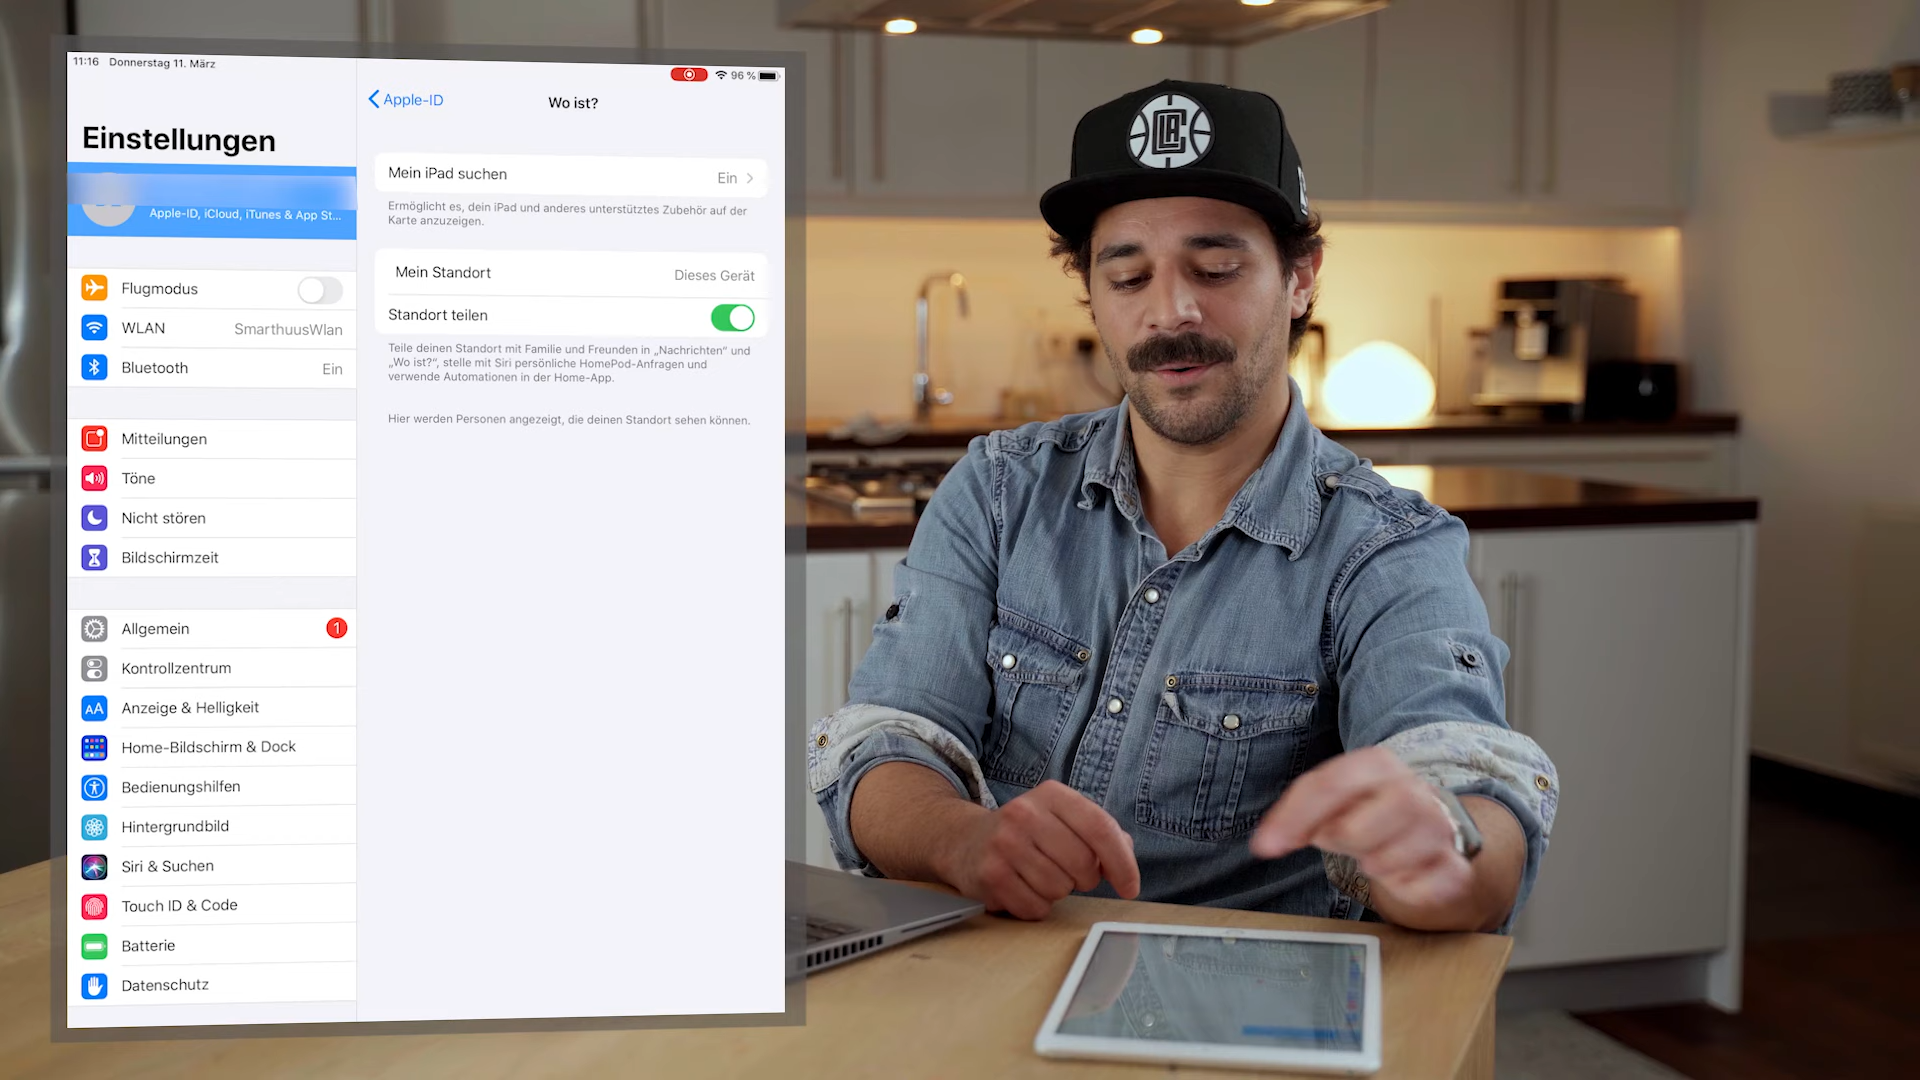 11:16 Donnerstag 11. März
96 %
Einstellungen
Apple-ID, iCloud, iTunes & App St...
Flugmodus
WLAN SmarthuusWlan
Bluetooth Ein
Mitteilungen
Töne
Nicht stören
Bildschirmzeit
Allgemein 1
Kontrollzentrum
AA Anzeige & Helligkeit
Home-Bildschirm & Dock
Bedienungshilfen
Hintergrundbild
Siri & Suchen
Touch ID & Code
Batterie
Datenschutz
Apple-ID Wo ist?
Mein iPad suchen Ein
Ermöglicht es, dein iPad und anderes unterstütztes Zubehör auf der
Karte anzuzeigen.
Mein Standort Dieses Gerät
Standort teilen
Teile deinen Standort mit Familie und Freunden in „Nachrichten“ und
„Wo ist?“, stelle mit Siri persönliche HomePod-Anfragen und
verwende Automationen in der Home-App.
Hier werden Personen angezeigt, die deinen Standort sehen können.
LAC